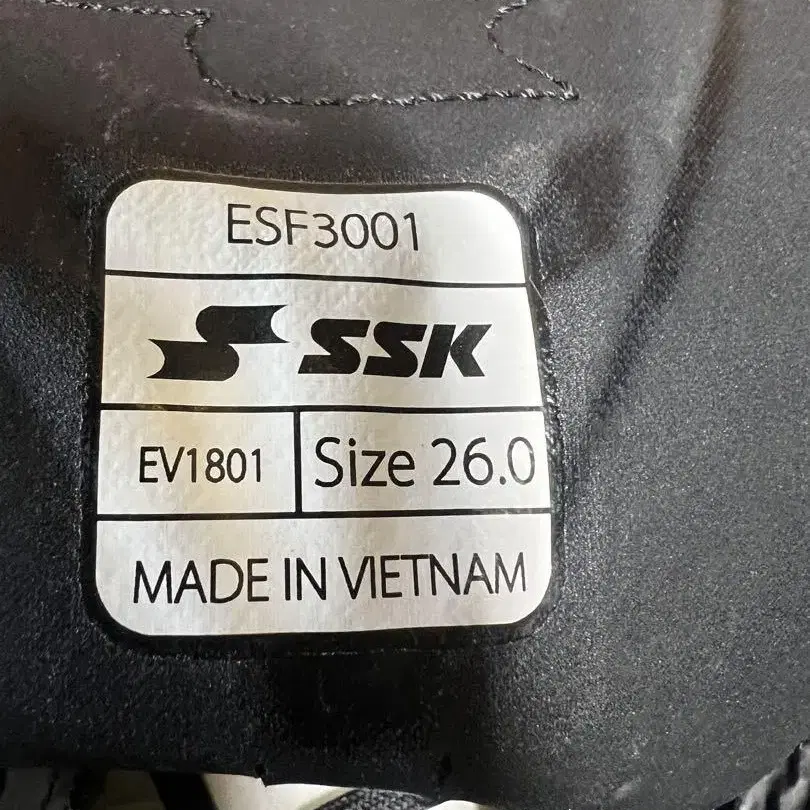 ESF3001
SSK
EV1801 Size 26.0
MADE IN VIETNAM